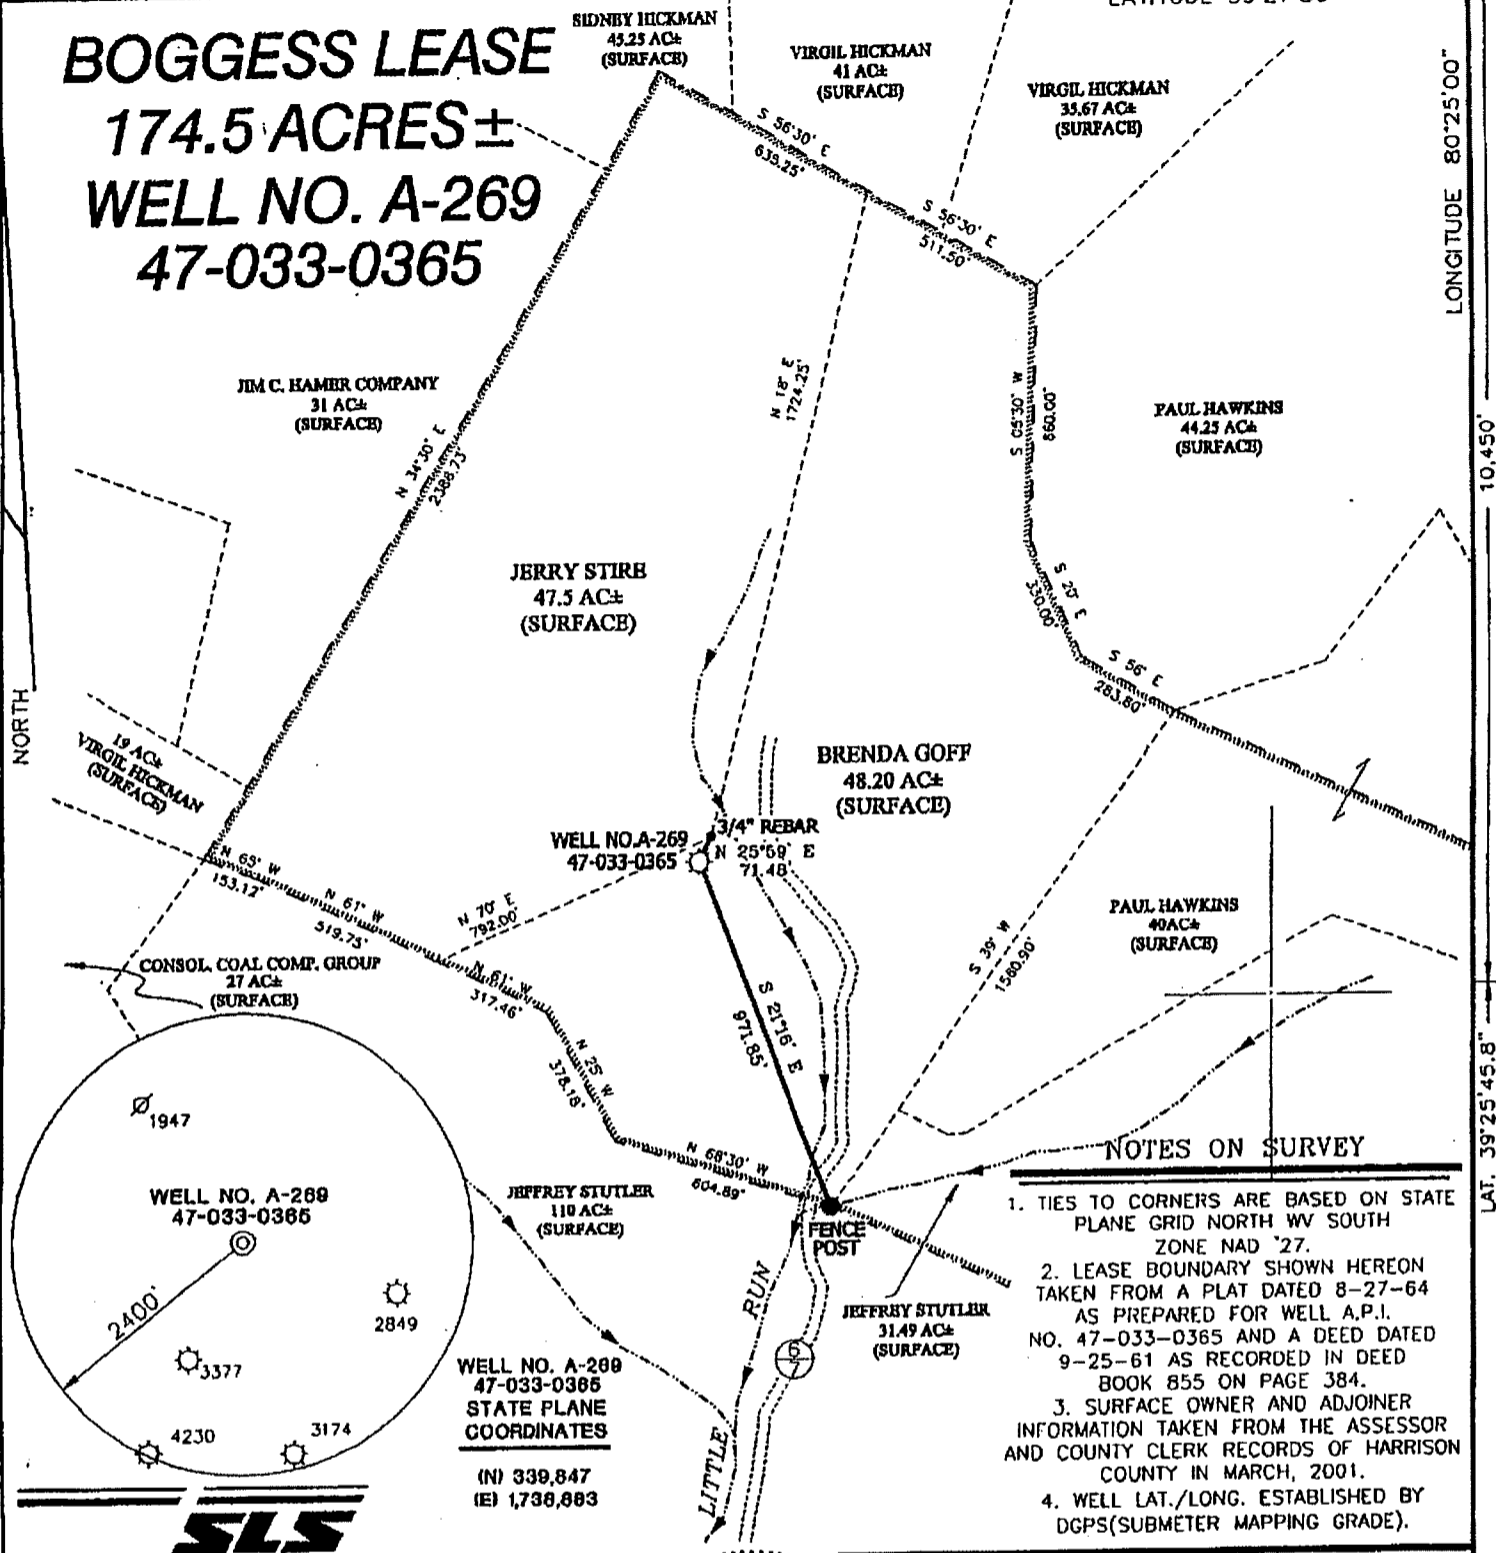 BOGGESS LEASE
174.5 ACRES ±
WELL NO. A-269
47-033-0365
SIDNEY HICKMAN
45.25 AC±
(SURFACE)
VIRGIL HICKMAN
41 AC±
(SURFACE)
VIRGIL HICKMAN
35.67 AC±
(SURFACE)
LONGITUDE 80°25'00"
S 56°30' E
639.25'
S 56°30' E
511.50'
N 18° E
1724.25'
S 05°30' W
860.00'
JIM C. HAMER COMPANY
31 AC±
(SURFACE)
N 34°30' E
2388.73'
PAUL HAWKINS
44.25 AC±
(SURFACE)
10,450'
JERRY STIRE
47.5 AC±
(SURFACE)
S 20° E
330.00'
S 56° E
283.80'
NORTH
19 AC±
VIRGIL HICKMAN
(SURFACE)
BRENDA GOFF
48.20 AC±
(SURFACE)
WELL NO.A-269
47-033-0365
3/4" REBAR
N 25°59' E
71.48'
N 65° W
153.12'
N 61° W
519.75'
N 70° E
792.00'
N 61° W
317.46'
N 25° W
378.18'
N 68°30' W
604.89'
S 21°16' E
971.85'
S 39° W
1580.90'
PAUL HAWKINS
40AC±
(SURFACE)
CONSOL. COAL COMP. GROUP
27 AC±
(SURFACE)
LAT. 39°25'45.8"
1947
WELL NO. A-269
47-033-0365
2400'
2849
3377
4230
3174
JEFFREY STUTLER
110 AC±
(SURFACE)
FENCE
POST
JEFFREY STUTLER
31.49 AC±
(SURFACE)
LITTLE RUN
6
7
WELL NO. A-269
47-033-0365
STATE PLANE
COORDINATES
(N) 339,847
(E) 1,738,883
NOTES ON SURVEY
1. TIES TO CORNERS ARE BASED ON STATE
PLANE GRID NORTH WV SOUTH
ZONE NAD '27.
2. LEASE BOUNDARY SHOWN HEREON
TAKEN FROM A PLAT DATED 8-27-64
AS PREPARED FOR WELL A.P.I.
NO. 47-033-0365 AND A DEED DATED
9-25-61 AS RECORDED IN DEED
BOOK 855 ON PAGE 384.
3. SURFACE OWNER AND ADJOINER
INFORMATION TAKEN FROM THE ASSESSOR
AND COUNTY CLERK RECORDS OF HARRISON
COUNTY IN MARCH, 2001.
4. WELL LAT./LONG. ESTABLISHED BY
DGPS(SUBMETER MAPPING GRADE).
SLS